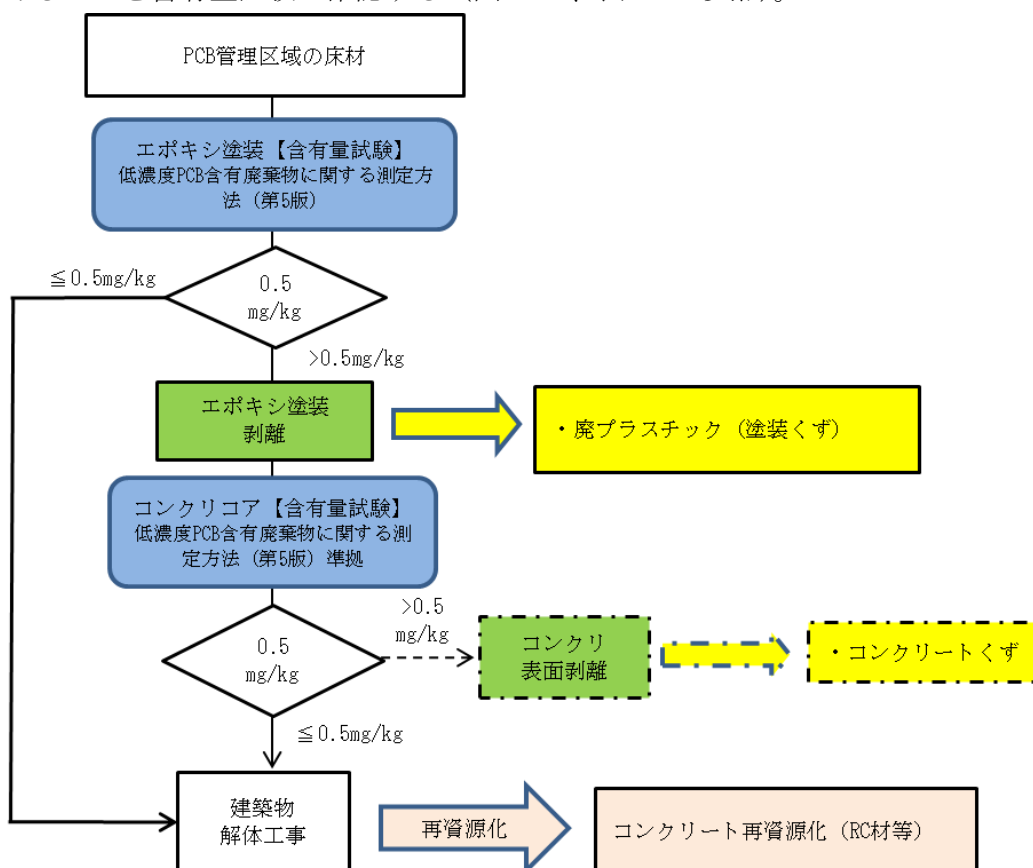 PCB管理区域の床材
エポキシ塗装【含有量試験】
低濃度PCB含有廃棄物に関する測定方
法（第5版）
≦0.5mg/kg
0.5
mg/kg
>0.5mg/kg
エポキシ塗装
剥離
・廃プラスチック（塗装くず）
コンクリコア【含有量試験】
低濃度PCB含有廃棄物に関する測
定方法（第5版）準拠
>0.5
mg/kg
0.5
mg/kg
コンクリ
表面剥離
・コンクリートくず
≦0.5mg/kg
建築物
解体工事
再資源化
コンクリート再資源化（RC材等）